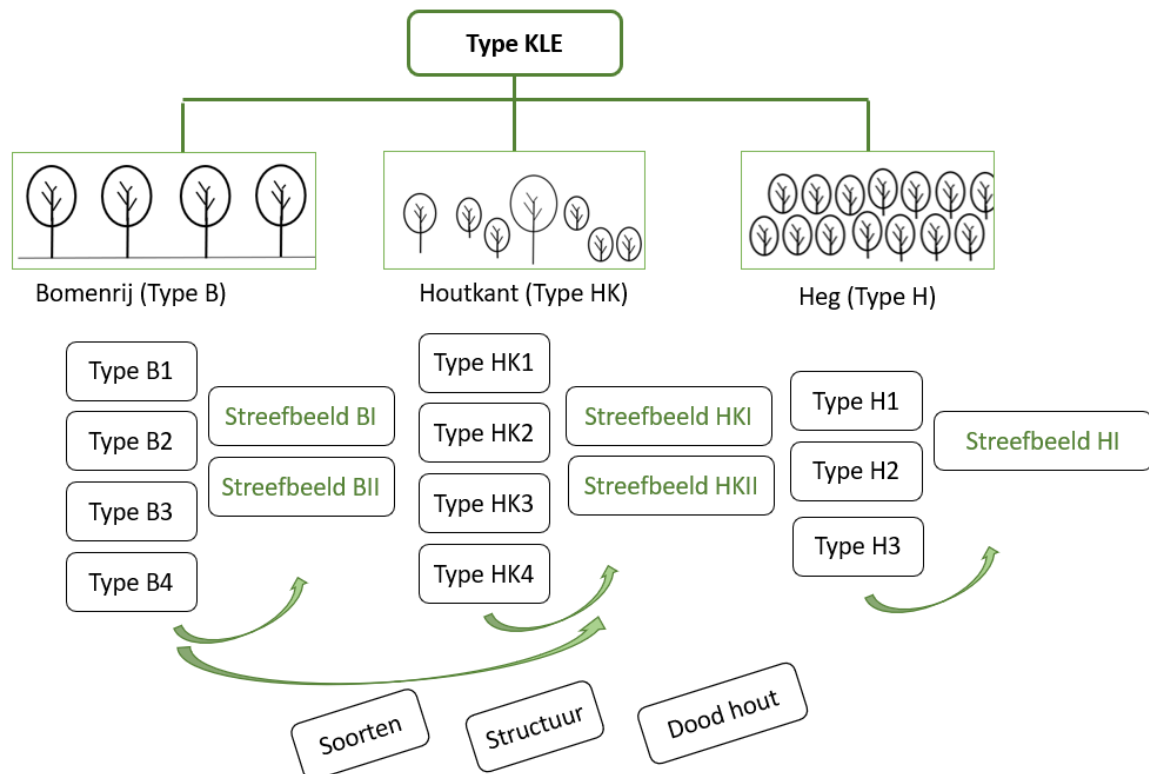 Type KLE
Bomenrij (Type B)
Houtkant (Type HK)
Heg (Type H)
Type B1
Type B2
Type B3
Type B4
Streefbeeld BI
Streefbeeld BII
Type HK1
Type HK2
Type HK3
Type HK4
Streefbeeld HKI
Streefbeeld HKII
Type H1
Type H2
Type H3
Streefbeeld HI
Soorten
Structuur
Dood hout